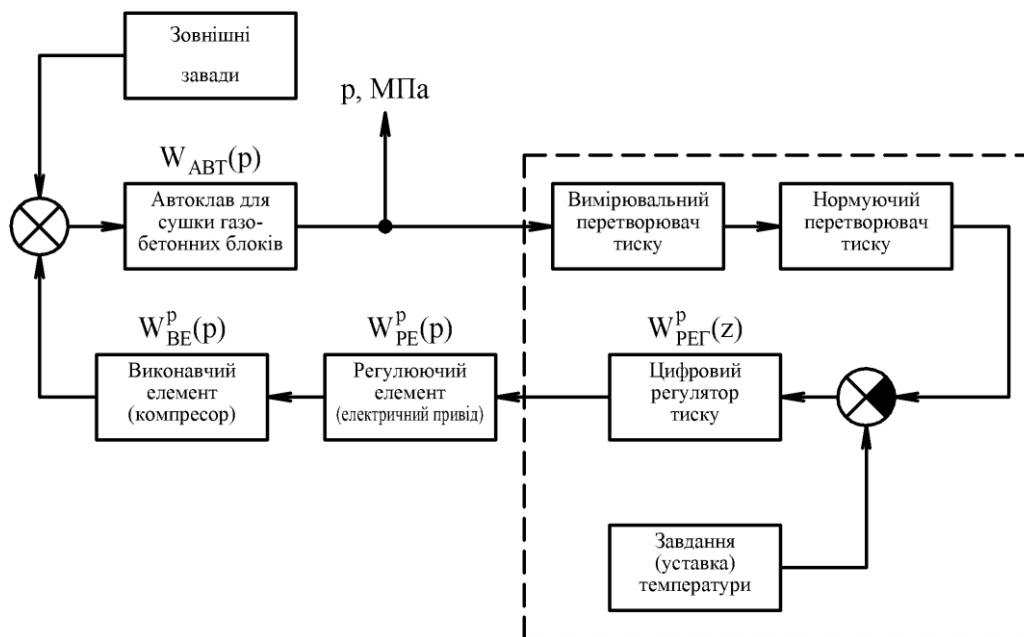 Зовнішні
завади
p, МПа
W_АВТ(p)
Автоклав для
сушки газо-
бетонних блоків
Вимірювальний
перетворювач
тиску
Нормуючий
перетворювач
тиску
W^p_ВЕ(p)
Виконавчий
елемент
(компресор)
W^p_РЕ(p)
Регулюючий
елемент
(електричний привід)
W^p_РЕГ(z)
Цифровий
регулятор
тиску
Завдання
(уставка)
температури